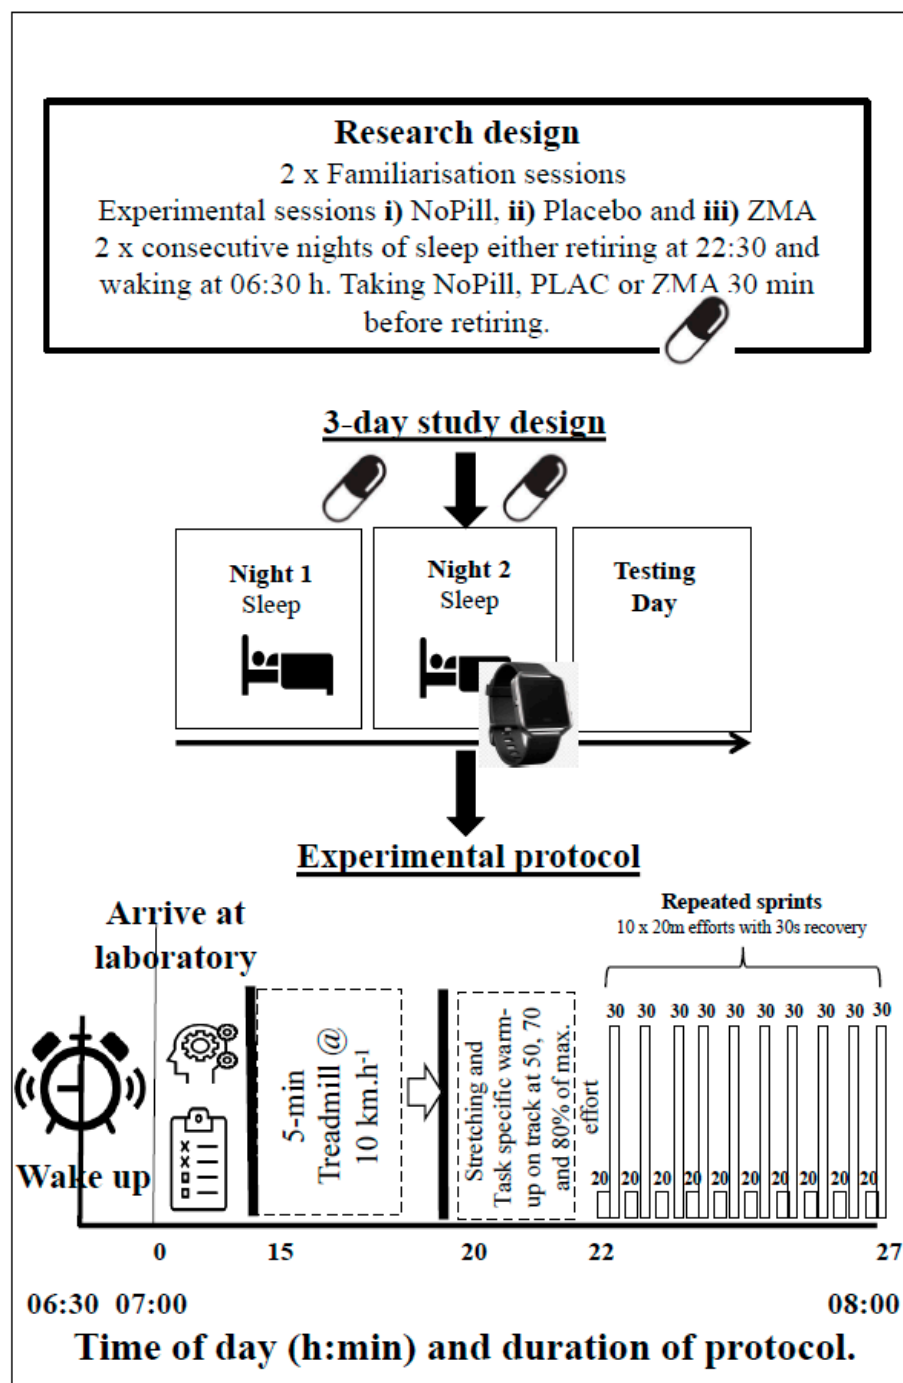 Research design
2 x Familiarisation sessions
Experimental sessions i) NoPill, ii) Placebo and iii) ZMA
2 x consecutive nights of sleep either retiring at 22:30 and
waking at 06:30 h. Taking NoPill, PLAC or ZMA 30 min
before retiring.
3-day study design
Night 1
Sleep
Night 2
Sleep
Testing
Day
Experimental protocol
Arrive at
laboratory
Repeated sprints
10 x 20m efforts with 30s recovery
Wake up
5-min
Treadmill @
10 km.h-1
Stretching and
Task specific warm-
up on track at 50, 70
and 80% of max.
effort
30 30 30 30 30 30 30 30 30 30
20 20 20 20 20 20 20 20 20 20
0 15 20 22 27
06:30 07:00 08:00
Time of day (h:min) and duration of protocol.